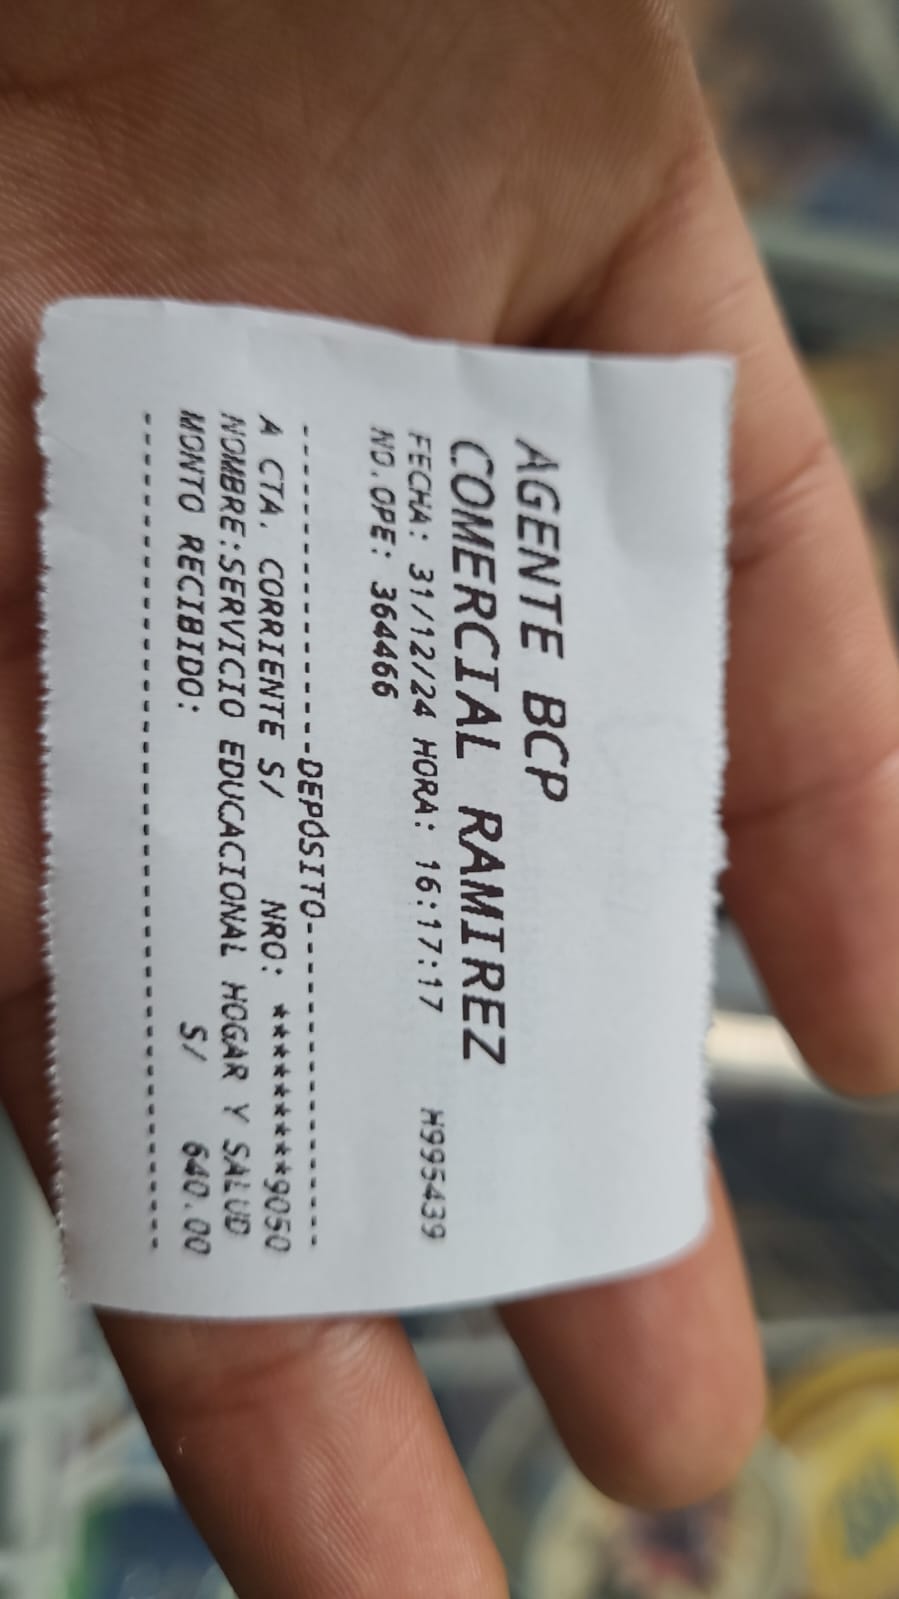 AGENTE BCP
COMERCIAL RAMIREZ
FECHA: 31/12/24 HORA: 16:17:17 H995439
NO.OPE: 364466
---------------DEPÓSITO---------------
A CTA. CORRIENTE S/ NRO: **********9050
NOMBRE:SERVICIO EDUCACIONAL HOGAR Y SALUD
MONTO RECIBIDO: S/ 640.00
--------------------------------------